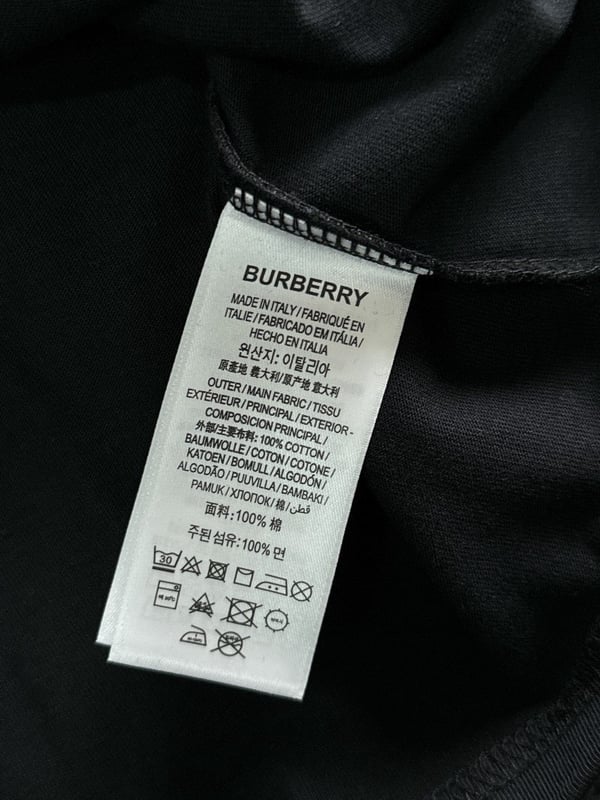 BURBERRY
MADE IN ITALY / FABRIQUÉ EN
ITALIE / FABRICADO EM ITÁLIA /
HECHO EN ITALIA
원산지: 이탈리아
原產地 義大利/原产地 意大利
OUTER / MAIN FABRIC / TISSU
EXTÉRIEUR / PRINCIPAL / EXTERIOR -
COMPOSICION PRINCIPAL /
外部/主要布料: 100% COTTON /
BAUMWOLLE / COTON / COTONE /
KATOEN / BOMULL / ALGODÓN /
ALGODÃO / PUUVILLA / BAMBAKI /
PAMUK / ХЛОПОК / 棉 / قطن
面料:100% 棉
주된 섬유:100% 면
30